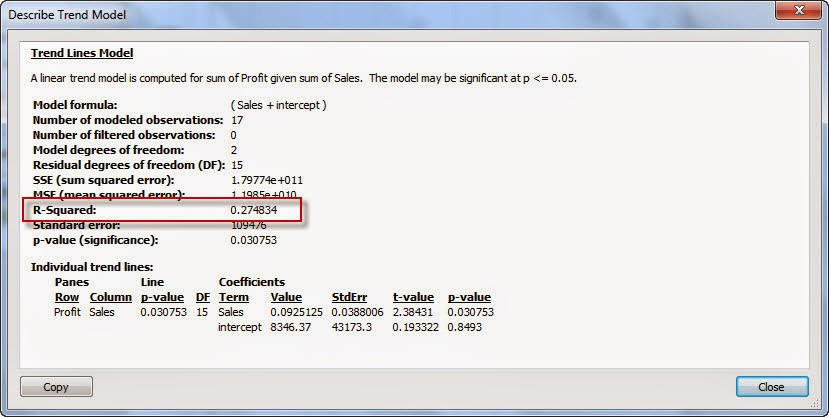 Describe Trend Model
Trend Lines Model
A linear trend model is computed for sum of Profit given sum of Sales. The model may be significant at p <= 0.05.
Model formula: ( Sales + intercept )
Number of modeled observations: 17
Number of filtered observations: 0
Model degrees of freedom: 2
Residual degrees of freedom (DF): 15
SSE (sum squared error): 1.79774e+011
MSE (mean squared error): 1.1985e+010
R-Squared: 0.274834
Standard error: 109476
p-value (significance): 0.030753
Individual trend lines:
Panes Line Coefficients
Row Column p-value DF Term Value StdErr t-value p-value
Profit Sales 0.030753 15 Sales 0.0925125 0.0388006 2.38431 0.030753
intercept 8346.37 43173.3 0.193322 0.8493
Copy Close